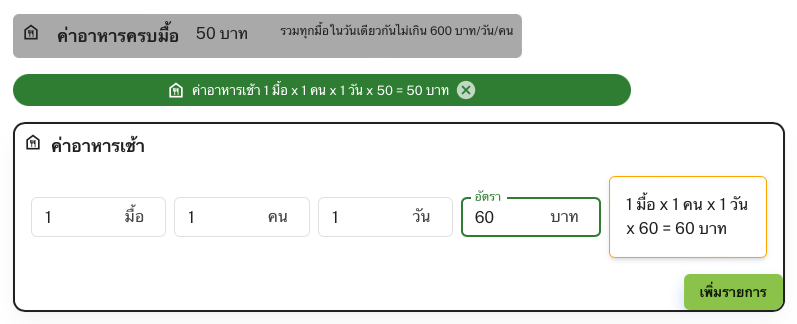 ค่าอาหารครบมื้อ 50 บาท รวมทุกมื้อในวันเดียวกันไม่เกิน 600 บาท/วัน/คน
ค่าอาหารเช้า 1 มื้อ x 1 คน x 1 วัน x 50 = 50 บาท
ค่าอาหารเช้า
อัตรา
1 มื้อ 1 คน 1 วัน 60 บาท
1 มื้อ x 1 คน x 1 วัน
x 60 = 60 บาท
เพิ่มรายการ